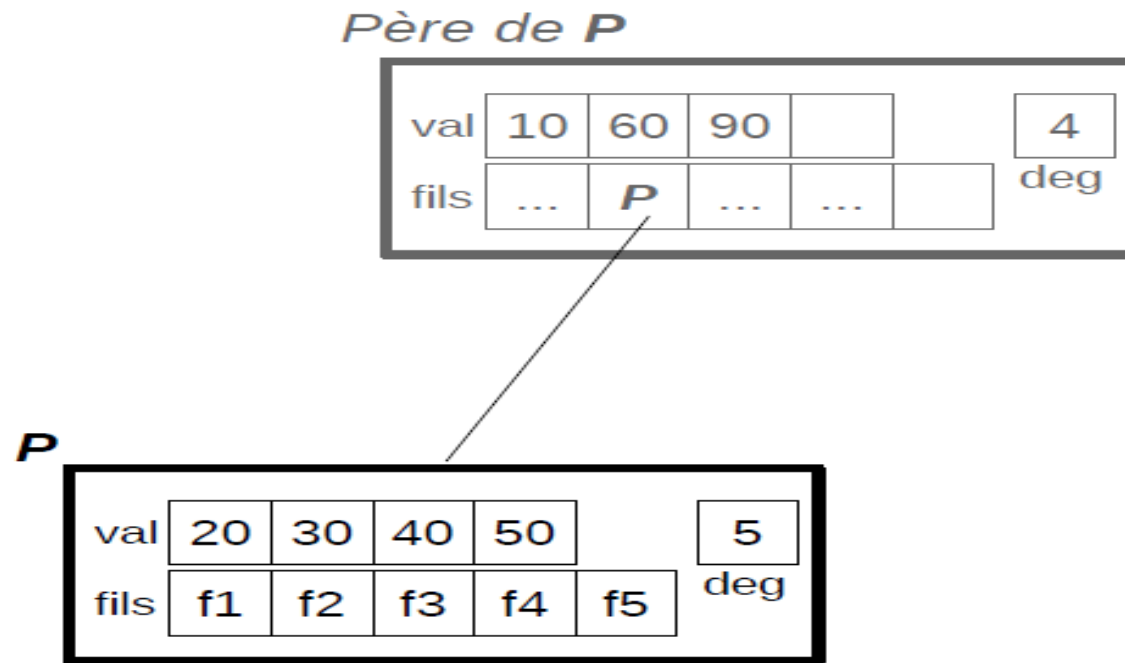 Père de P
val 10 60 90 4
fils ... P ... ... deg
P
val 20 30 40 50 5
fils f1 f2 f3 f4 f5 deg